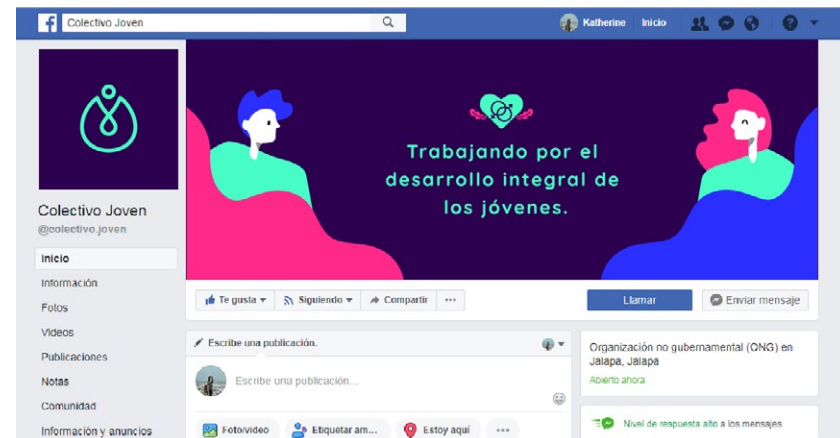 Colectivo Joven
Katherine Inicio
Trabajando por el
desarrollo integral de
los jóvenes.
Colectivo Joven
@colectivo.joven
Inicio
Información
Fotos
Videos
Publicaciones
Notas
Comunidad
Información y anuncios
Te gusta Siguiendo Compartir ...
Llamar Enviar mensaje
Escribe una publicación.
Escribe una publicación...
Foto/video Etiquetar am... Estoy aquí ...
Organización no gubernamental (ONG) en
Jalapa, Jalapa
Abierto ahora
Nivel de respuesta alto a los mensajes